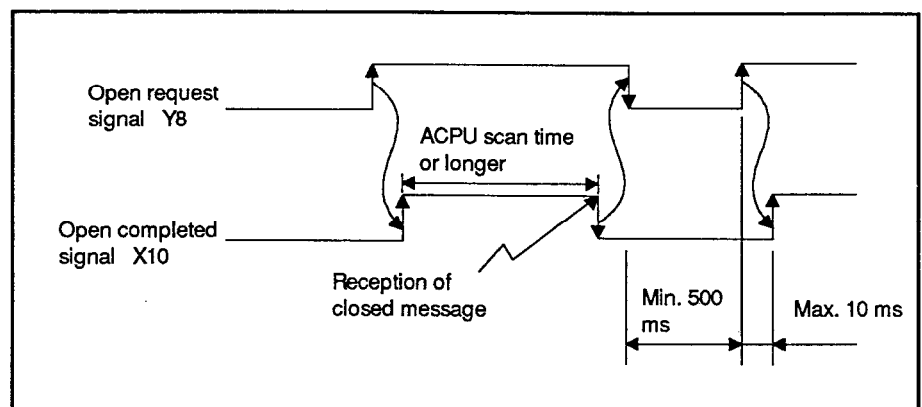 Open request
signal Y8
ACPU scan time
or longer
Open completed
signal X10
Reception of
closed message
Min. 500
ms
Max. 10 ms